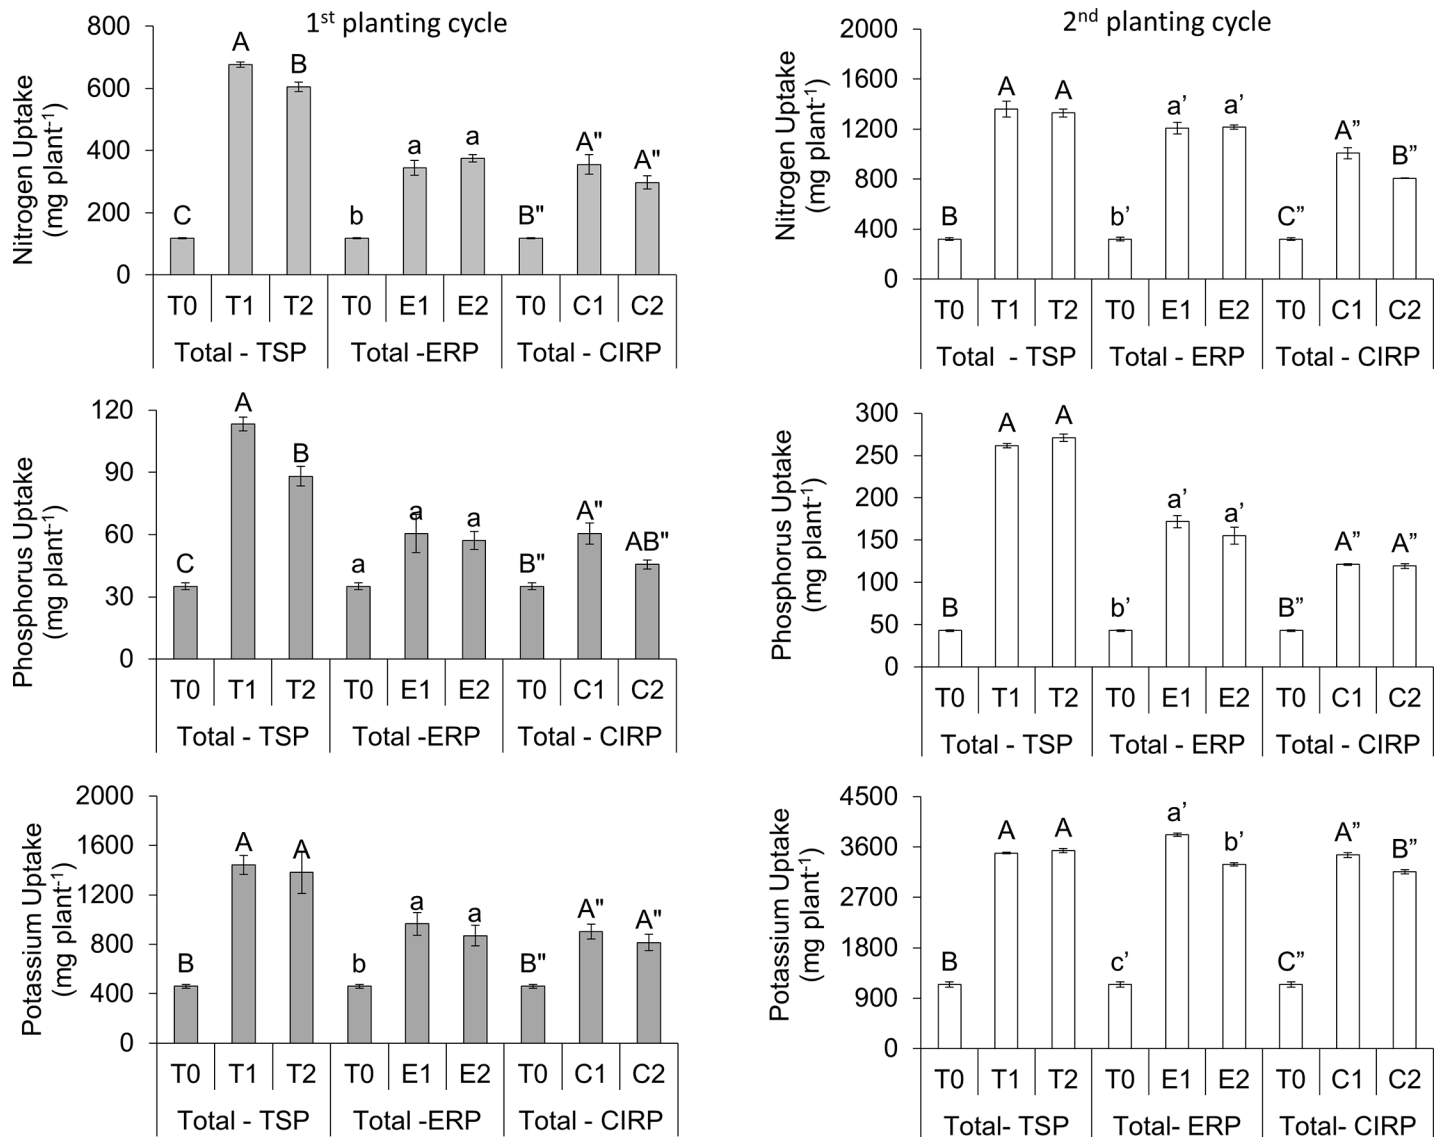 1st planting cycle
Nitrogen Uptake
(mg plant-1)
800
600
400
200
0
C
A
B
b
a
a
B"
A"
A"
T0 T1 T2 T0 E1 E2 T0 C1 C2
Total - TSP Total -ERP Total - CIRP
2nd planting cycle
Nitrogen Uptake
(mg plant-1)
2000
1600
1200
800
400
0
B
A
A
b’
a’
a’
C”
A”
B”
T0 T1 T2 T0 E1 E2 T0 C1 C2
Total - TSP Total - ERP Total - CIRP
Phosphorus Uptake
(mg plant-1)
120
90
60
30
0
C
A
B
a
a
a
B"
A"
AB"
T0 T1 T2 T0 E1 E2 T0 C1 C2
Total - TSP Total -ERP Total - CIRP
Phosphorus Uptake
(mg plant-1)
300
250
200
150
100
50
0
B
A
A
b’
a’
a’
B”
A”
A”
T0 T1 T2 T0 E1 E2 T0 C1 C2
Total - TSP Total - ERP Total - CIRP
Potassium Uptake
(mg plant-1)
2000
1600
1200
800
400
0
B
A
A
b
a
a
B"
A"
A"
T0 T1 T2 T0 E1 E2 T0 C1 C2
Total - TSP Total -ERP Total - CIRP
Potassium Uptake
(mg plant-1)
4500
3600
2700
1800
900
0
B
A
A
c’
a’
b’
C”
A”
B”
T0 T1 T2 T0 E1 E2 T0 C1 C2
Total- TSP Total- ERP Total- CIRP